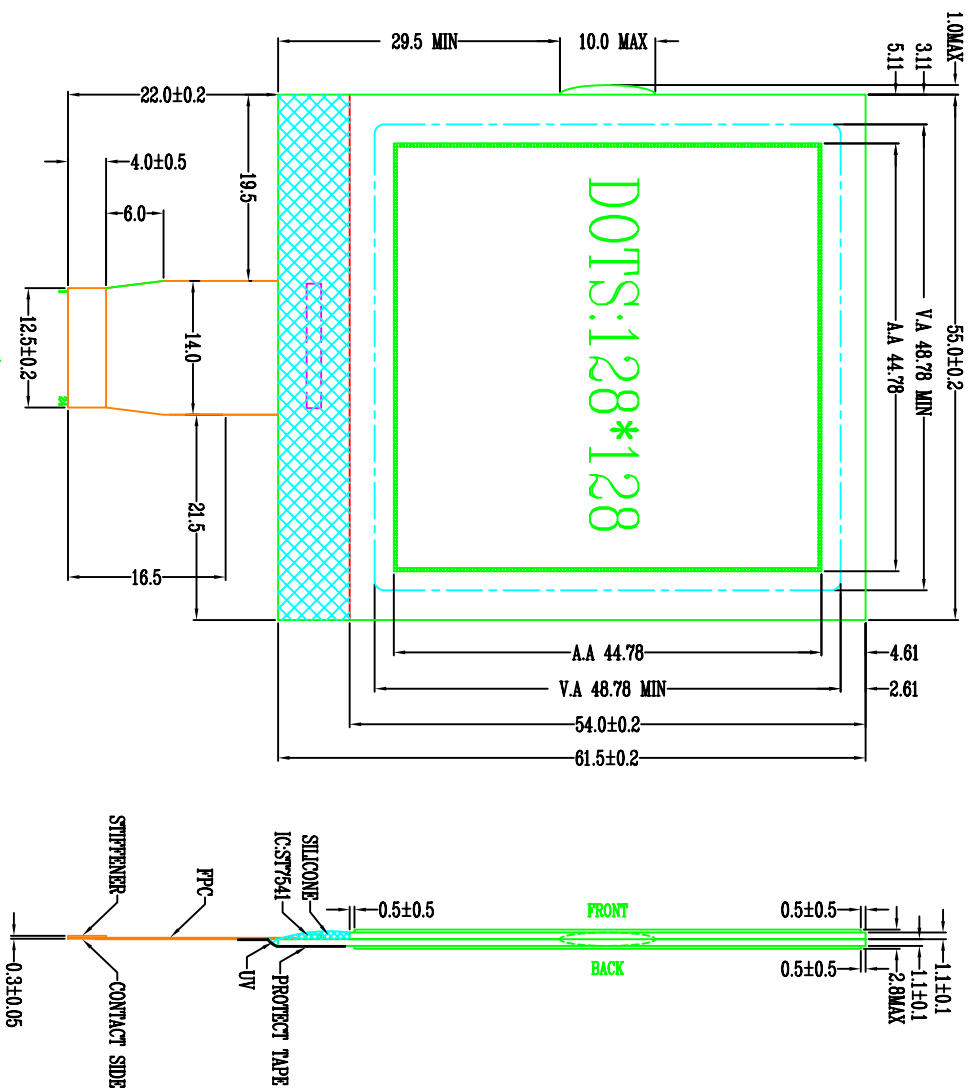 1.0MAX
3.11
5.11
29.5 MIN
10.0 MAX
22.0±0.2
4.0±0.5
6.0
19.5
55.0±0.2
V.A 48.78 MIN
A.A 44.78
DOTS:128*128
14.0
12.5±0.2
1
24
21.5
16.5
A.A 44.78
4.61
V.A 48.78 MIN
2.61
54.0±0.2
61.5±0.2
STIFFENER
FPC
IC:ST7541
SILICONE
0.5±0.5
FRONT
0.5±0.5
1.1±0.1
1.1±0.1
2.8MAX
0.3±0.05
CONTACT SIDE
UV
PROTECT TAPE
BACK
0.5±0.5